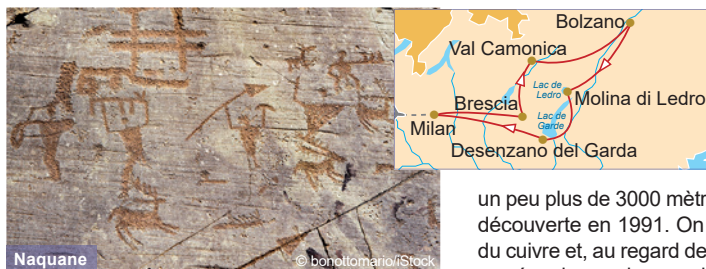 Naquane
© bonottomario/iStock
Bolzano
Val Camonica
Lac de
Ledro
Molina di Ledro
Brescia
Lac de
Garde
Milan
Desenzano del Garda
un peu plus de 3000 mètr
découverte en 1991. On
du cuivre et, au regard de